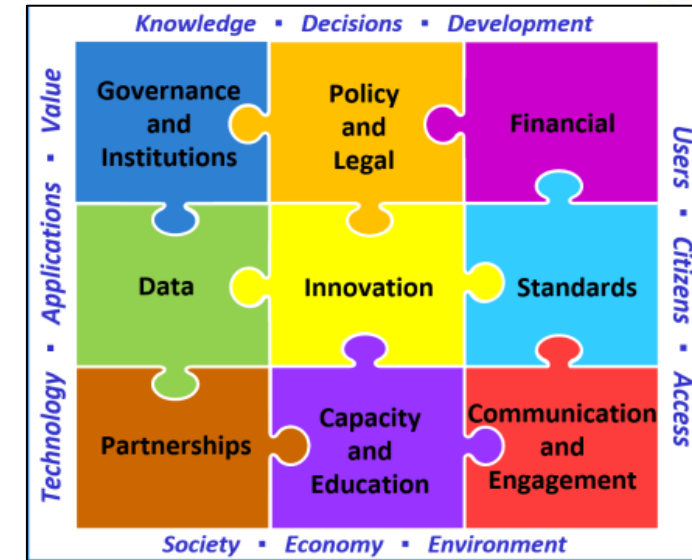 Knowledge ▪ Decisions ▪ Development
Technology ▪ Applications ▪ Value
Governance
and
Institutions
Policy
and
Legal
Financial
Data
Innovation
Standards
Partnerships
Capacity
and
Education
Communication
and
Engagement
Users ▪ Citizens ▪ Access
Society ▪ Economy ▪ Environment